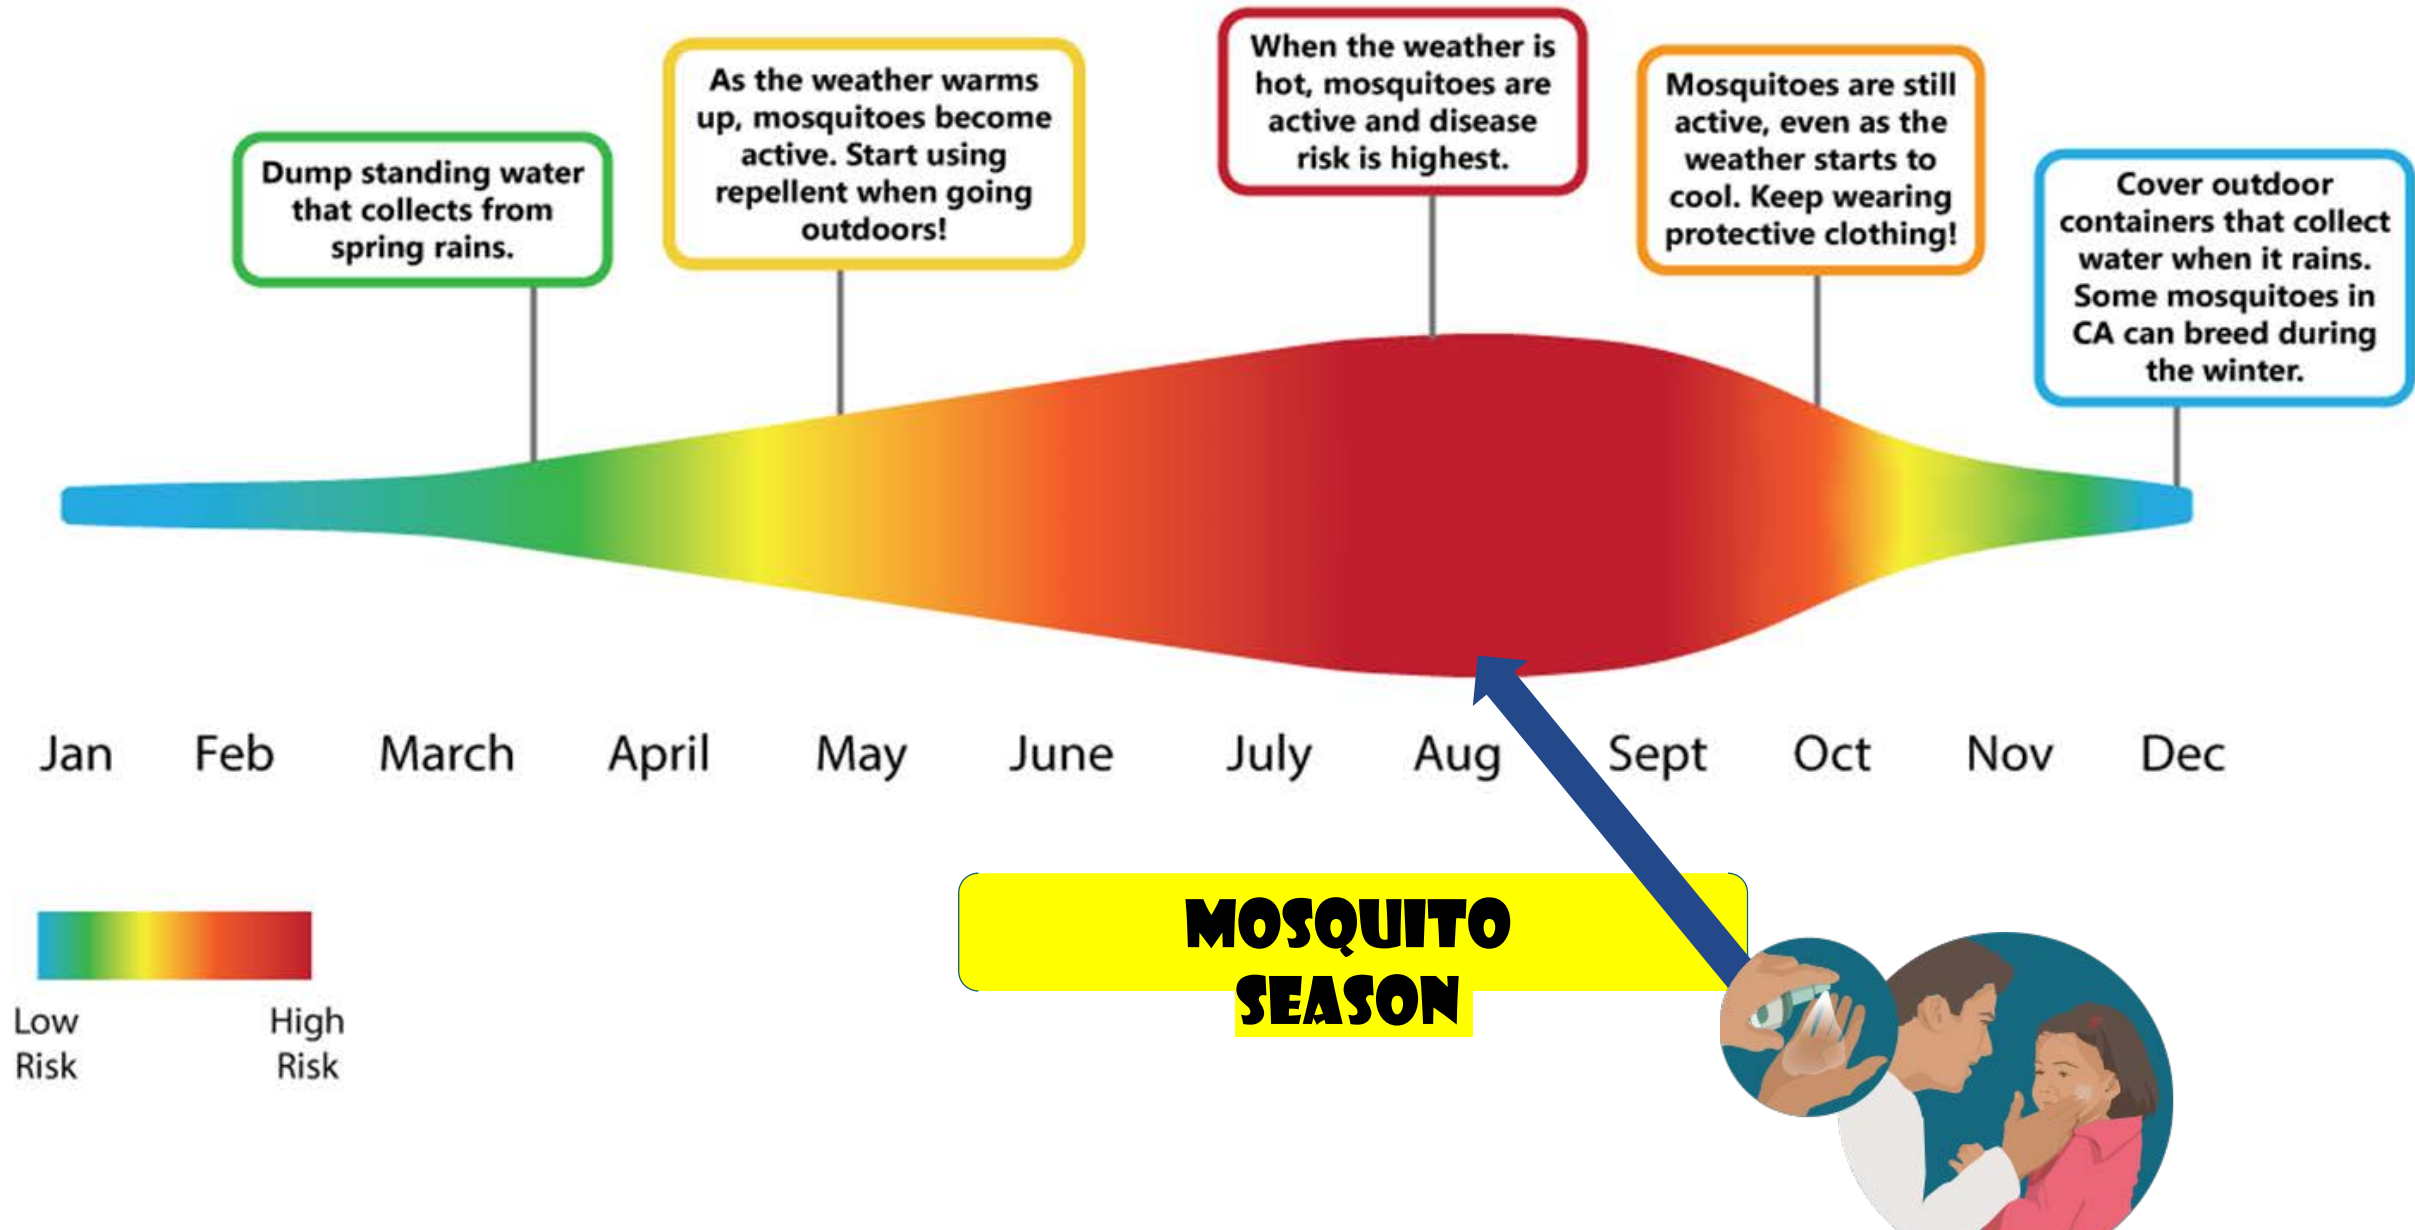 Dump standing water
that collects from
spring rains.
As the weather warms
up, mosquitoes become
active. Start using
repellent when going
outdoors!
When the weather is
hot, mosquitoes are
active and disease
risk is highest.
Mosquitoes are still
active, even as the
weather starts to
cool. Keep wearing
protective clothing!
Cover outdoor
containers that collect
water when it rains.
Some mosquitoes in
CA can breed during
the winter.
Jan Feb March April May June July Aug Sept Oct Nov Dec
MOSQUITO
SEASON
Low
Risk
High
Risk